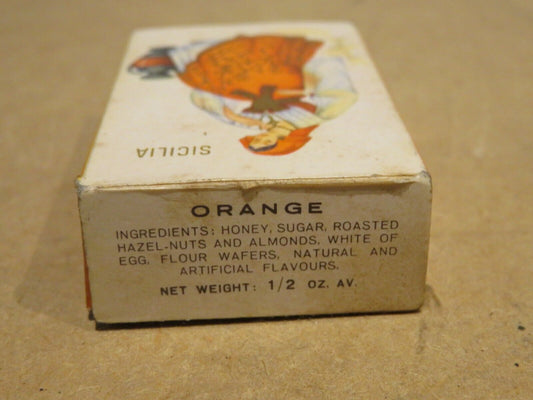 SICILIA
ORANGE
INGREDIENTS: HONEY, SUGAR, ROASTED
HAZEL-NUTS AND ALMONDS, WHITE OF
EGG, FLOUR WAFERS, NATURAL AND
ARTIFICIAL FLAVOURS.
NET WEIGHT: 1/2 OZ. AV.